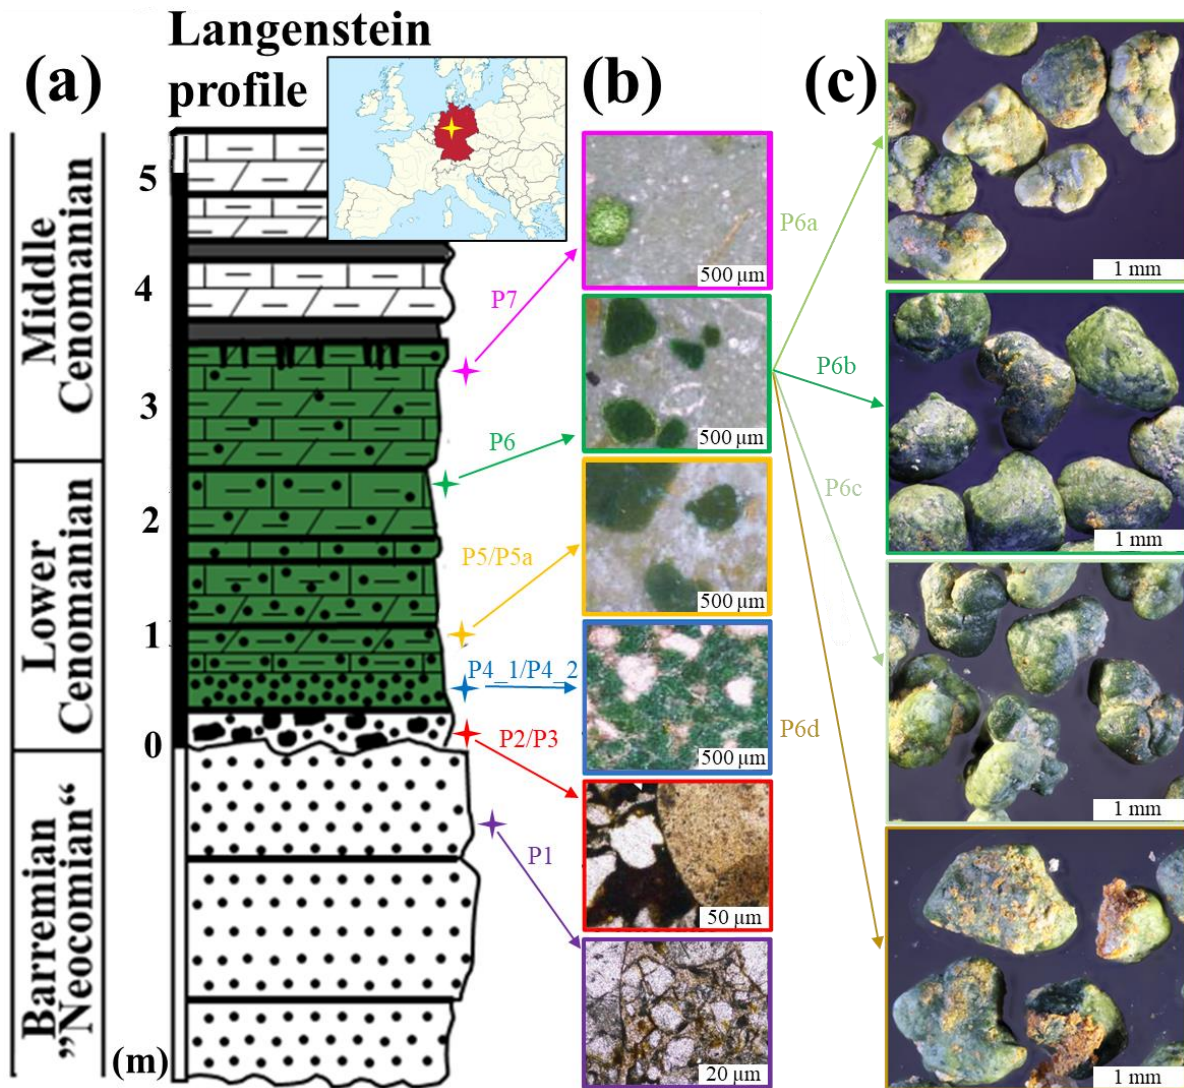 (a)
Langenstein
profile
(b)
(c)
Middle
Cenomanian
Lower
Cenomanian
Barremian
”Neocomian“
5
4
3
2
1
0
(m)
P7
P6
P5/P5a
P4_1/P4_2
P2/P3
P1
500 µm
500 µm
500 µm
500 µm
50 µm
20 µm
P6a
P6b
P6c
P6d
1 mm
1 mm
1 mm
1 mm